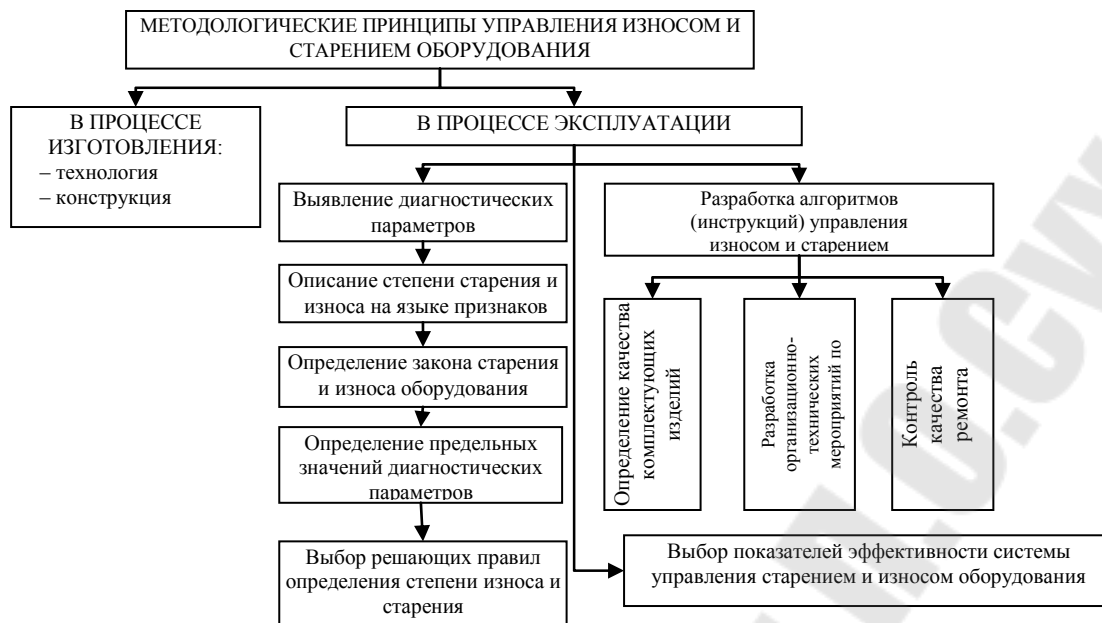 МЕТОДОЛОГИЧЕСКИЕ ПРИНЦИПЫ УПРАВЛЕНИЯ ИЗНОСОМ И
СТАРЕНИЕМ ОБОРУДОВАНИЯ
В ПРОЦЕССЕ
ИЗГОТОВЛЕНИЯ:
– технология
– конструкция
В ПРОЦЕССЕ ЭКСПЛУАТАЦИИ
Выявление диагностических
параметров
Описание степени старения и
износа на языке признаков
Определение закона старения
и износа оборудования
Определение предельных
значений диагностических
параметров
Выбор решающих правил
определения степени износа и
старения
Разработка алгоритмов
(инструкций) управления
износом и старением
Определение качества
комплектующих
изделий
Разработка
организационно-
технических
мероприятий по
Контроль
качества
ремонта
Выбор показателей эффективности системы
управления старением и износом оборудования